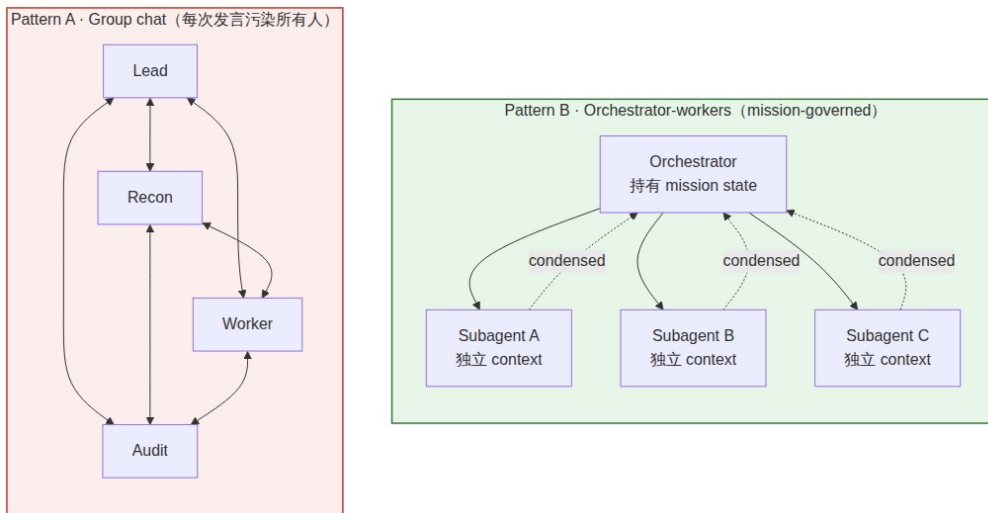 Pattern A · Group chat（每次发言污染所有人）
Lead
Recon
Worker
Audit
Pattern B · Orchestrator-workers（mission-governed）
Orchestrator
持有 mission state
condensed
condensed
condensed
Subagent A
独立 context
Subagent B
独立 context
Subagent C
独立 context